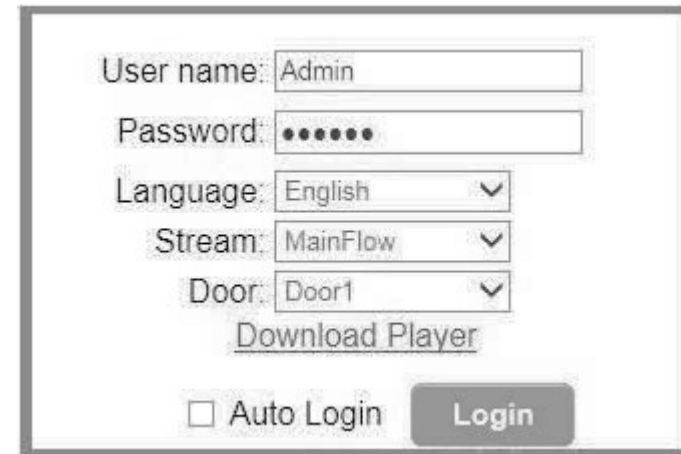 User name: Admin
Password: ••••••
Language: English
Stream: MainFlow
Door: Door1
Download Player
Auto Login Login